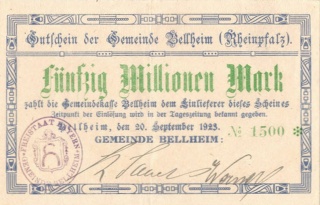 Gutschein der Gemeinde Bellheim (Rheinpfalz).
Fünfzig Millionen Mark
zahlt die Gemeindekasse Bellheim dem Einlieferer dieses Scheines
Zeitpunkt der Einlösung wird in der Tageszeitung bekannt gegeben.
Bellheim, den 20. September 1923.
№ 1500 *
GEMEINDE BELLHEIM: